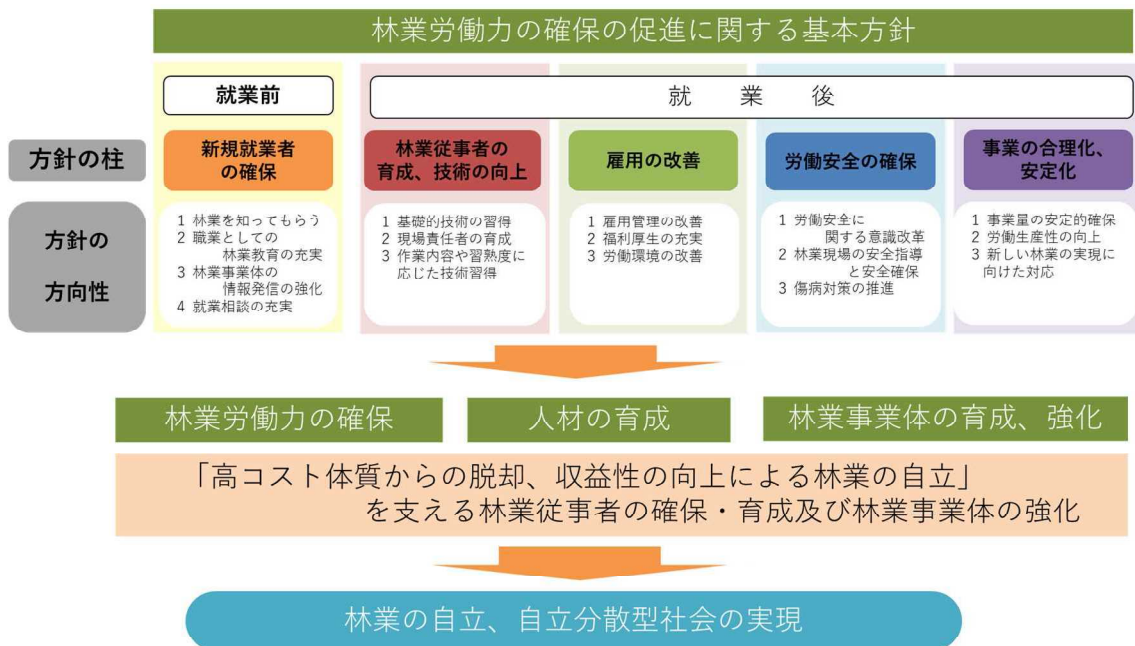 林業労働力の確保の促進に関する基本方針
就業前
就業後
方針の柱
新規就業者
の確保
林業従事者の
育成、技術の向上
雇用の改善
労働安全の確保
事業の合理化、
安定化
方針の
方向性
1 林業を知ってもらう
2 職業としての
林業教育の充実
3 林業事業体の
情報発信の強化
4 就業相談の充実
1 基礎的技術の習得
2 現場責任者の育成
3 作業内容や習熟度に
応じた技術習得
1 雇用管理の改善
2 福利厚生の充実
3 労働環境の改善
1 労働安全に
関する意識改革
2 林業現場の安全指導
と安全確保
3 傷病対策の推進
1 事業量の安定的確保
2 労働生産性の向上
3 新しい林業の実現に
向けた対応
林業労働力の確保
人材の育成
林業事業体の育成、強化
「高コスト体質からの脱却、収益性の向上による林業の自立」
を支える林業従事者の確保・育成及び林業事業体の強化
林業の自立、自立分散型社会の実現